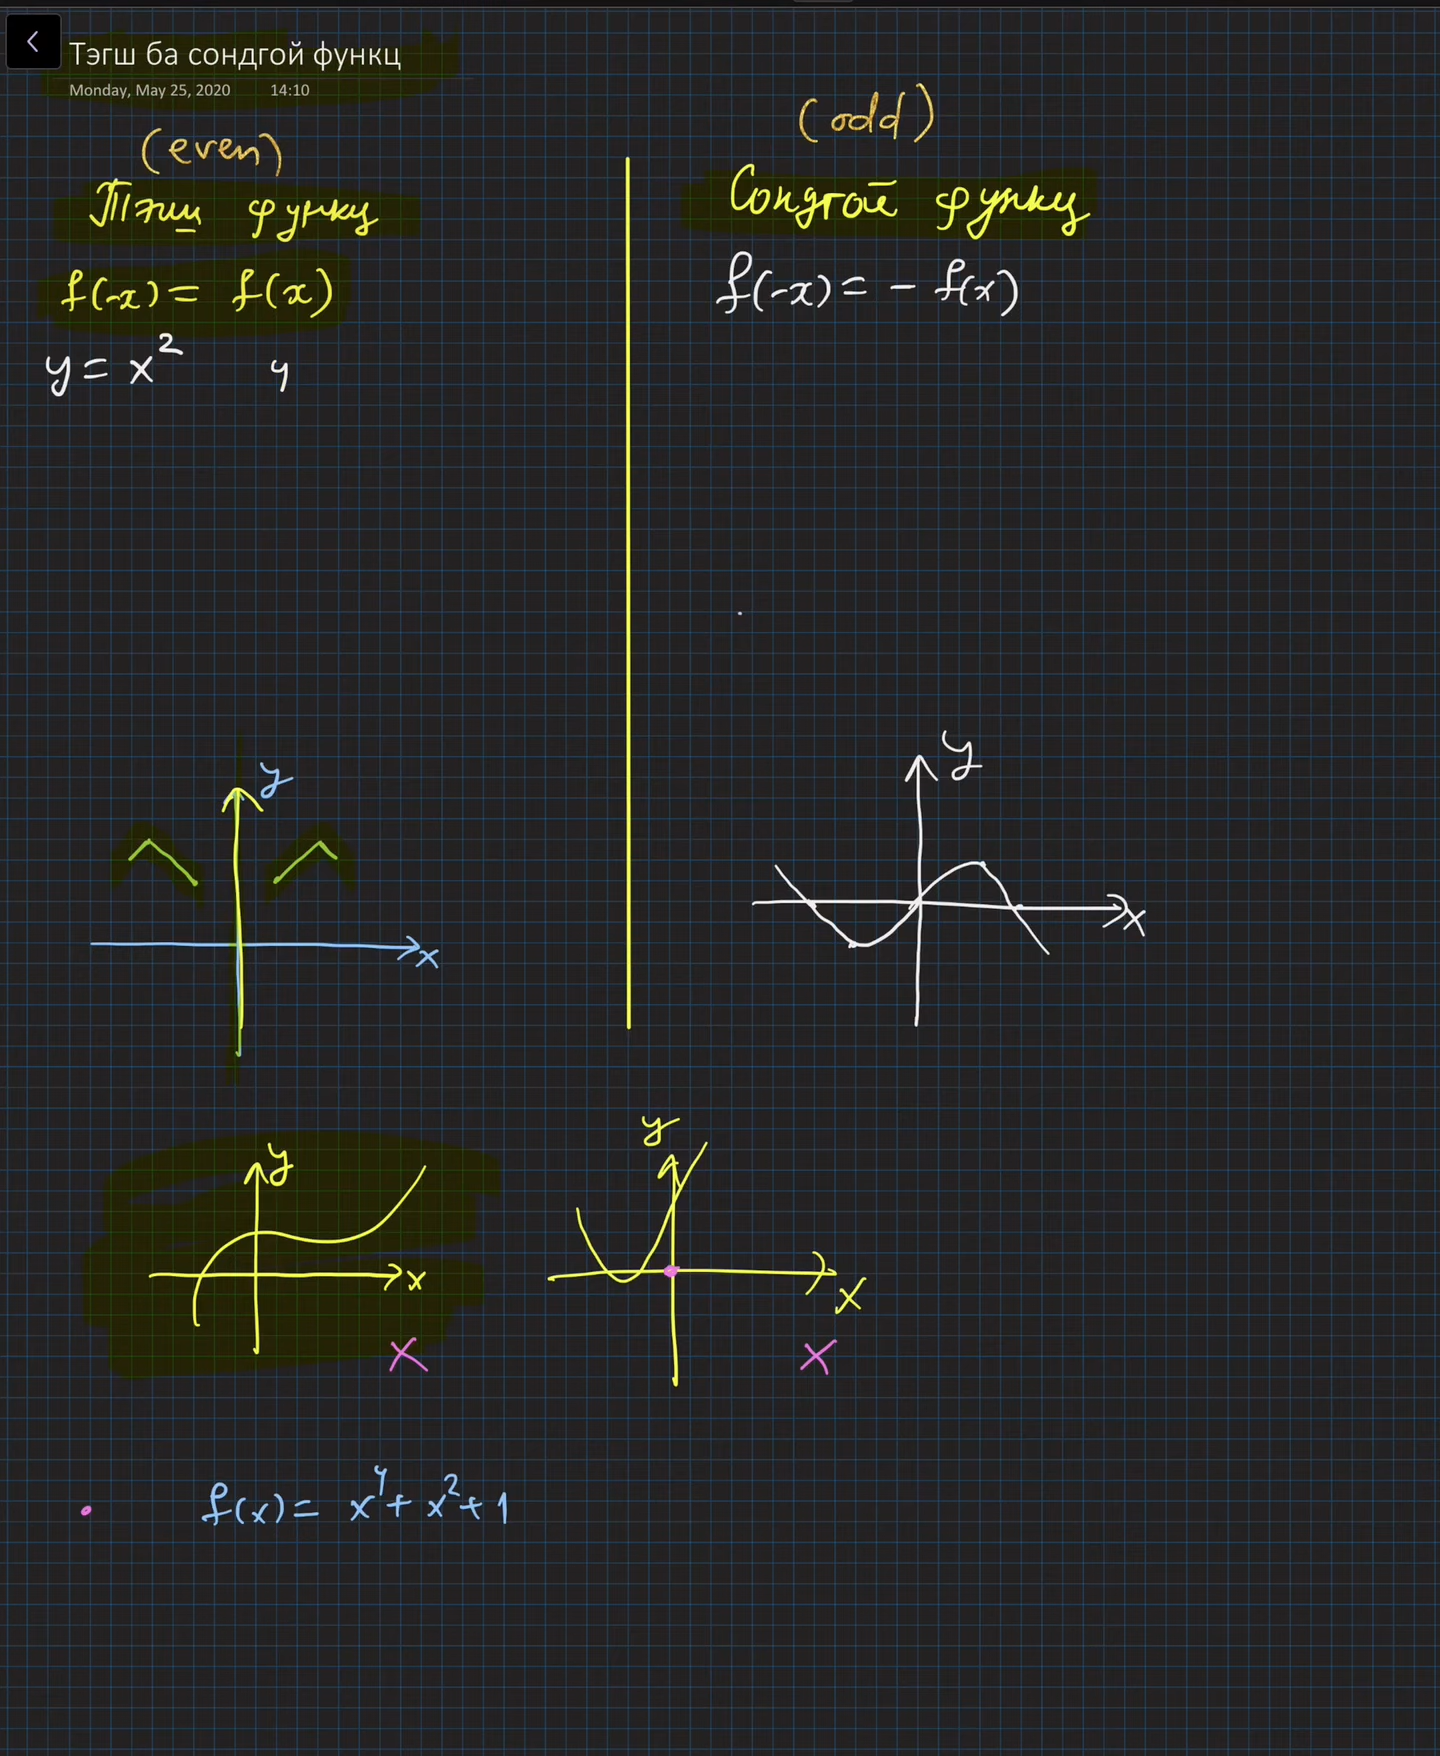 Тэгш ба сондгой функц
Monday, May 25, 2020 14:10
(even)
Тэгш функц
f(-x) = f(x)
y = x² y
(odd)
Сондгой функц
f(-x) = - f(x)
y
x
y
x
y
x
y
x
f(x) = x⁴ + x² + 1